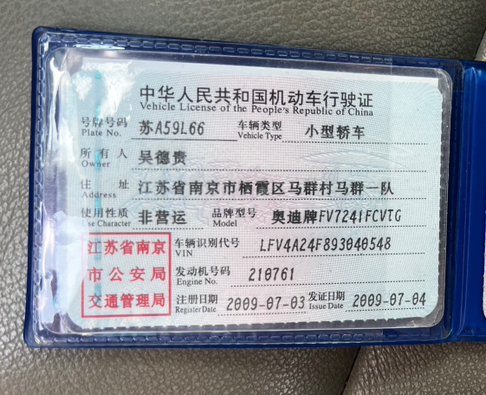 中华人民共和国机动车行驶证
Vehicle License of the People's Republic of China
号牌号码 苏A59L66 车辆类型 小型轿车
Plate No. Vehicle Type
所有人 吴德贵
Owner
住址 江苏省南京市栖霞区马群村马群一队
Address
使用性质 非营运 品牌型号 奥迪牌FV7241FCVTG
Use Character Model
江苏省南京 车辆识别代号 LFV4A24F893040548
VIN
市公安局 发动机号码 210761
Engine No.
交通管理局 注册日期 2009-07-03 发证日期 2009-07-04
Register Date Issue Date